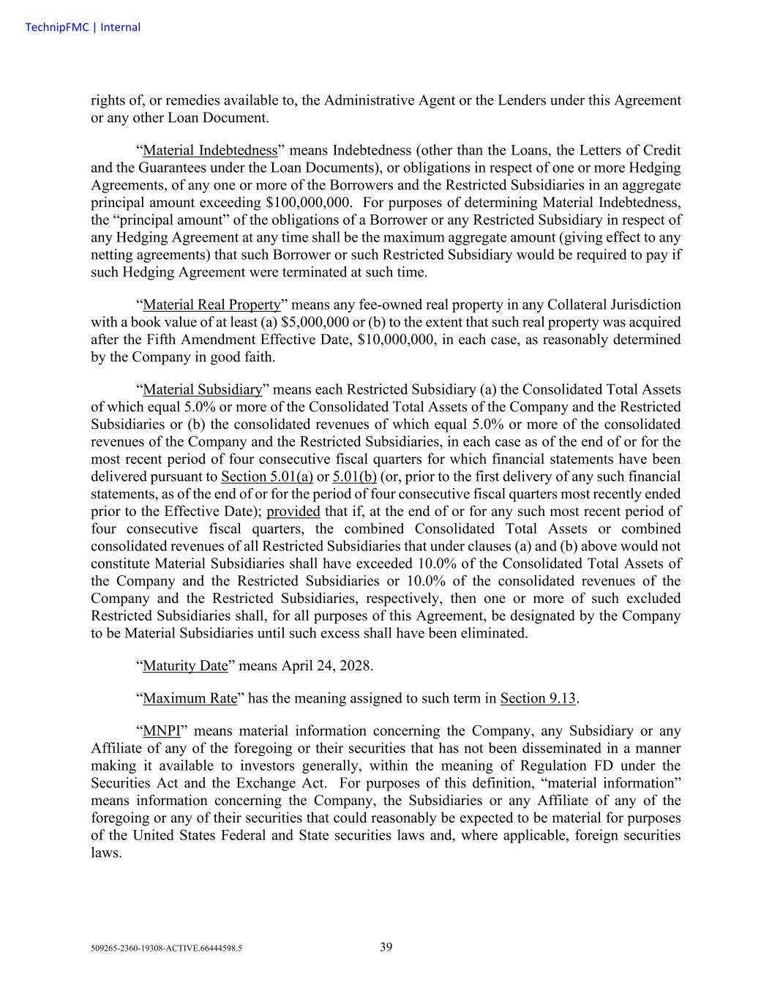 TechnipFMC | Internal
rights of, or remedies available to, the Administrative Agent or the Lenders under this Agreement
or any other Loan Document.
“Material Indebtedness” means Indebtedness (other than the Loans, the Letters of Credit
and the Guarantees under the Loan Documents), or obligations in respect of one or more Hedging
Agreements, of any one or more of the Borrowers and the Restricted Subsidiaries in an aggregate
principal amount exceeding $100,000,000.  For purposes of determining Material Indebtedness,
the “principal amount” of the obligations of a Borrower or any Restricted Subsidiary in respect of
any Hedging Agreement at any time shall be the maximum aggregate amount (giving effect to any
netting agreements) that such Borrower or such Restricted Subsidiary would be required to pay if
such Hedging Agreement were terminated at such time.
“Material Real Property” means any fee-owned real property in any Collateral Jurisdiction
with a book value of at least (a) $5,000,000 or (b) to the extent that such real property was acquired
after the Fifth Amendment Effective Date, $10,000,000, in each case, as reasonably determined
by the Company in good faith.
“Material Subsidiary” means each Restricted Subsidiary (a) the Consolidated Total Assets
of which equal 5.0% or more of the Consolidated Total Assets of the Company and the Restricted
Subsidiaries or (b) the consolidated revenues of which equal 5.0% or more of the consolidated
revenues of the Company and the Restricted Subsidiaries, in each case as of the end of or for the
most recent period of four consecutive fiscal quarters for which financial statements have been
delivered pursuant to Section 5.01(a) or 5.01(b) (or, prior to the first delivery of any such financial
statements, as of the end of or for the period of four consecutive fiscal quarters most recently ended
prior to the Effective Date); provided that if, at the end of or for any such most recent period of
four consecutive fiscal quarters, the combined Consolidated Total Assets or combined
consolidated revenues of all Restricted Subsidiaries that under clauses (a) and (b) above would not
constitute Material Subsidiaries shall have exceeded 10.0% of the Consolidated Total Assets of
the Company and the Restricted Subsidiaries or 10.0% of the consolidated revenues of the
Company and the Restricted Subsidiaries, respectively, then one or more of such excluded
Restricted Subsidiaries shall, for all purposes of this Agreement, be designated by the Company
to be Material Subsidiaries until such excess shall have been eliminated.
“Maturity Date” means April 24, 2028.
“Maximum Rate” has the meaning assigned to such term in Section 9.13.
“MNPI” means material information concerning the Company, any Subsidiary or any
Affiliate of any of the foregoing or their securities that has not been disseminated in a manner
making it available to investors generally, within the meaning of Regulation FD under the
Securities Act and the Exchange Act.  For purposes of this definition, “material information”
means information concerning the Company, the Subsidiaries or any Affiliate of any of the
foregoing or any of their securities that could reasonably be expected to be material for purposes
of the United States Federal and State securities laws and, where applicable, foreign securities
laws.
509265-2360-19308-ACTIVE.66444598.5
39